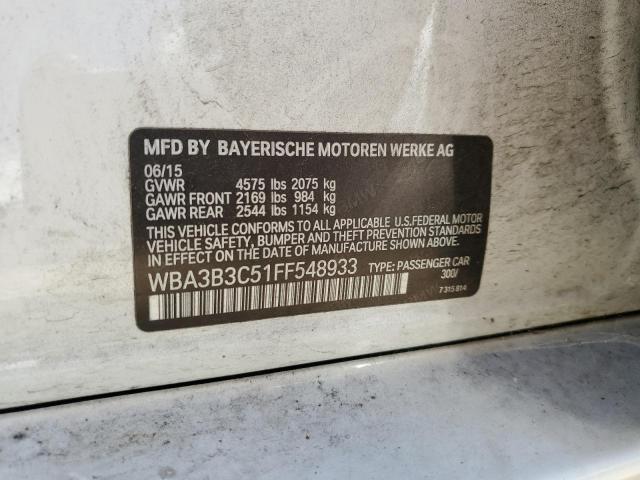 MFD BY BAYERISCHE MOTOREN WERKE AG
06/15
GVWR 4575 lbs 2075 kg
GAWR FRONT 2169 lbs 984 kg
GAWR REAR 2544 lbs 1154 kg
THIS VEHICLE CONFORMS TO ALL APPLICABLE U.S.FEDERAL MOTOR
VEHICLE SAFETY, BUMPER, AND THEFT PREVENTION STANDARDS
IN EFFECT ON THE DATE OF MANUFACTURE SHOWN ABOVE.
WBA3B3C51FF548933 TYPE: PASSENGER CAR
300/
7 315 814